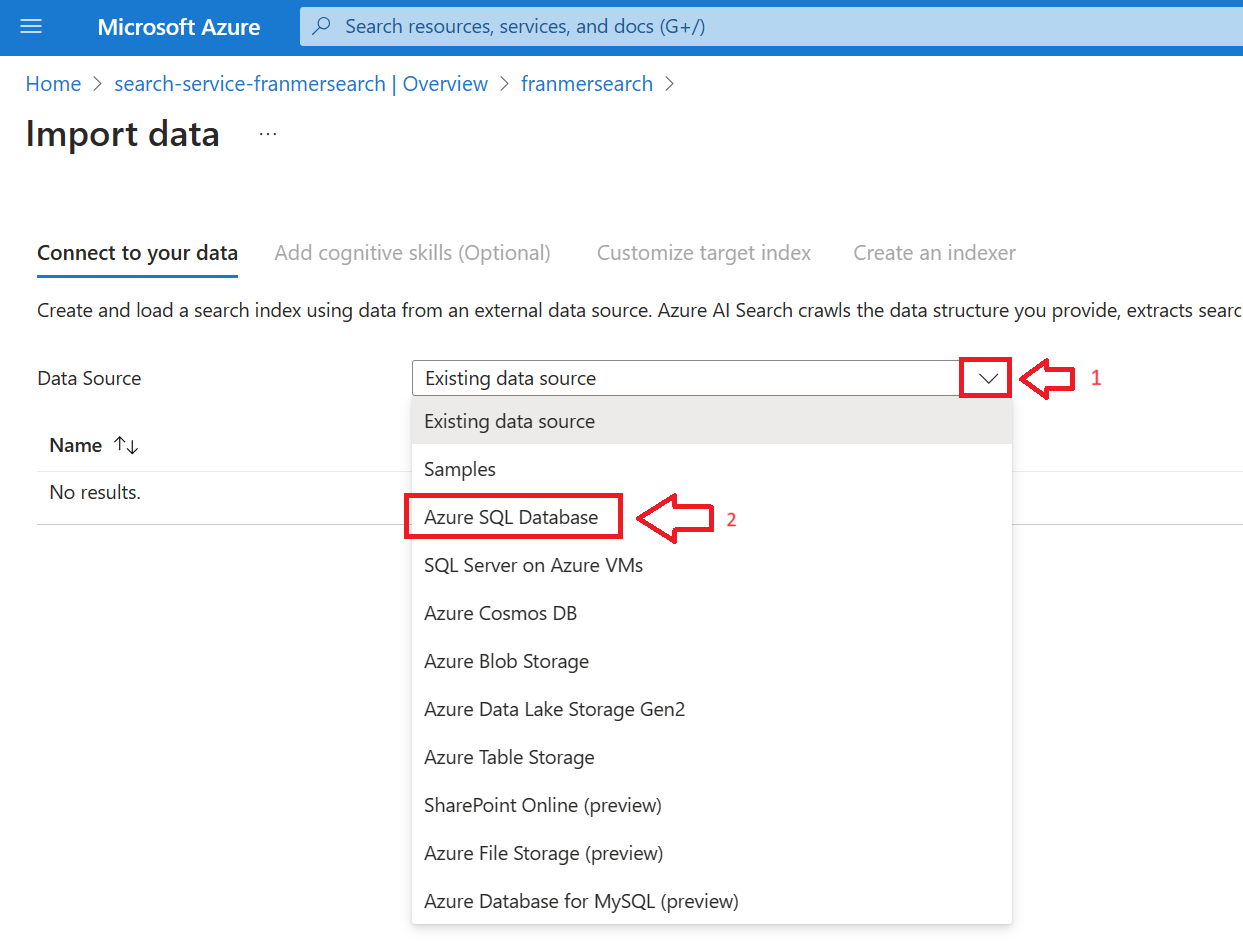 Microsoft Azure
Search resources, services, and docs (G+/)
Home > search-service-franmersearch | Overview > franmersearch >
Import data ...
Connect to your data Add cognitive skills (Optional) Customize target index Create an indexer
Create and load a search index using data from an external data source. Azure AI Search crawls the data structure you provide, extracts searc
Data Source Existing data source 1
Existing data source
Name ↑↓
Samples
No results.
Azure SQL Database 2
SQL Server on Azure VMs
Azure Cosmos DB
Azure Blob Storage
Azure Data Lake Storage Gen2
Azure Table Storage
SharePoint Online (preview)
Azure File Storage (preview)
Azure Database for MySQL (preview)